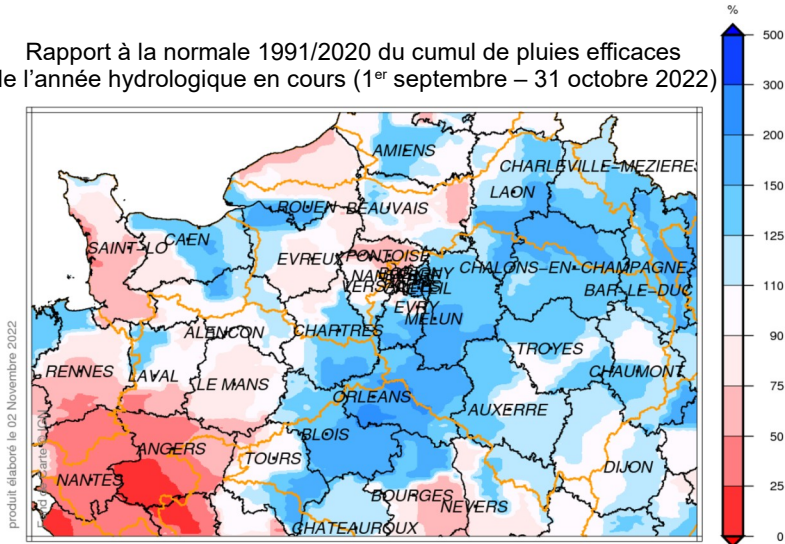 Rapport à la normale 1991/2020 du cumul de pluies efficaces
de l'année hydrologique en cours (1er septembre – 31 octobre 2022)
%
500
300
200
150
125
110
90
75
50
25
0
AMIENS
CHARLEVILLE-MEZIERES
LAON
ROUEN
BEAUVAIS
SAINT-LO
CAEN
EVREUX
PONTOISE
CHALONS-EN-CHAMPAGNE
BAR-LE-DUC
EVRY
MELUN
ALENCON
CHARTRES
TROYES
RENNES
LAVAL
LE MANS
CHAUMONT
ORLEANS
AUXERRE
BLOIS
ANGERS
TOURS
DIJON
NANTES
BOURGES
NEVERS
CHATEAUROUX
produit élaboré le 02 Novembre 2022